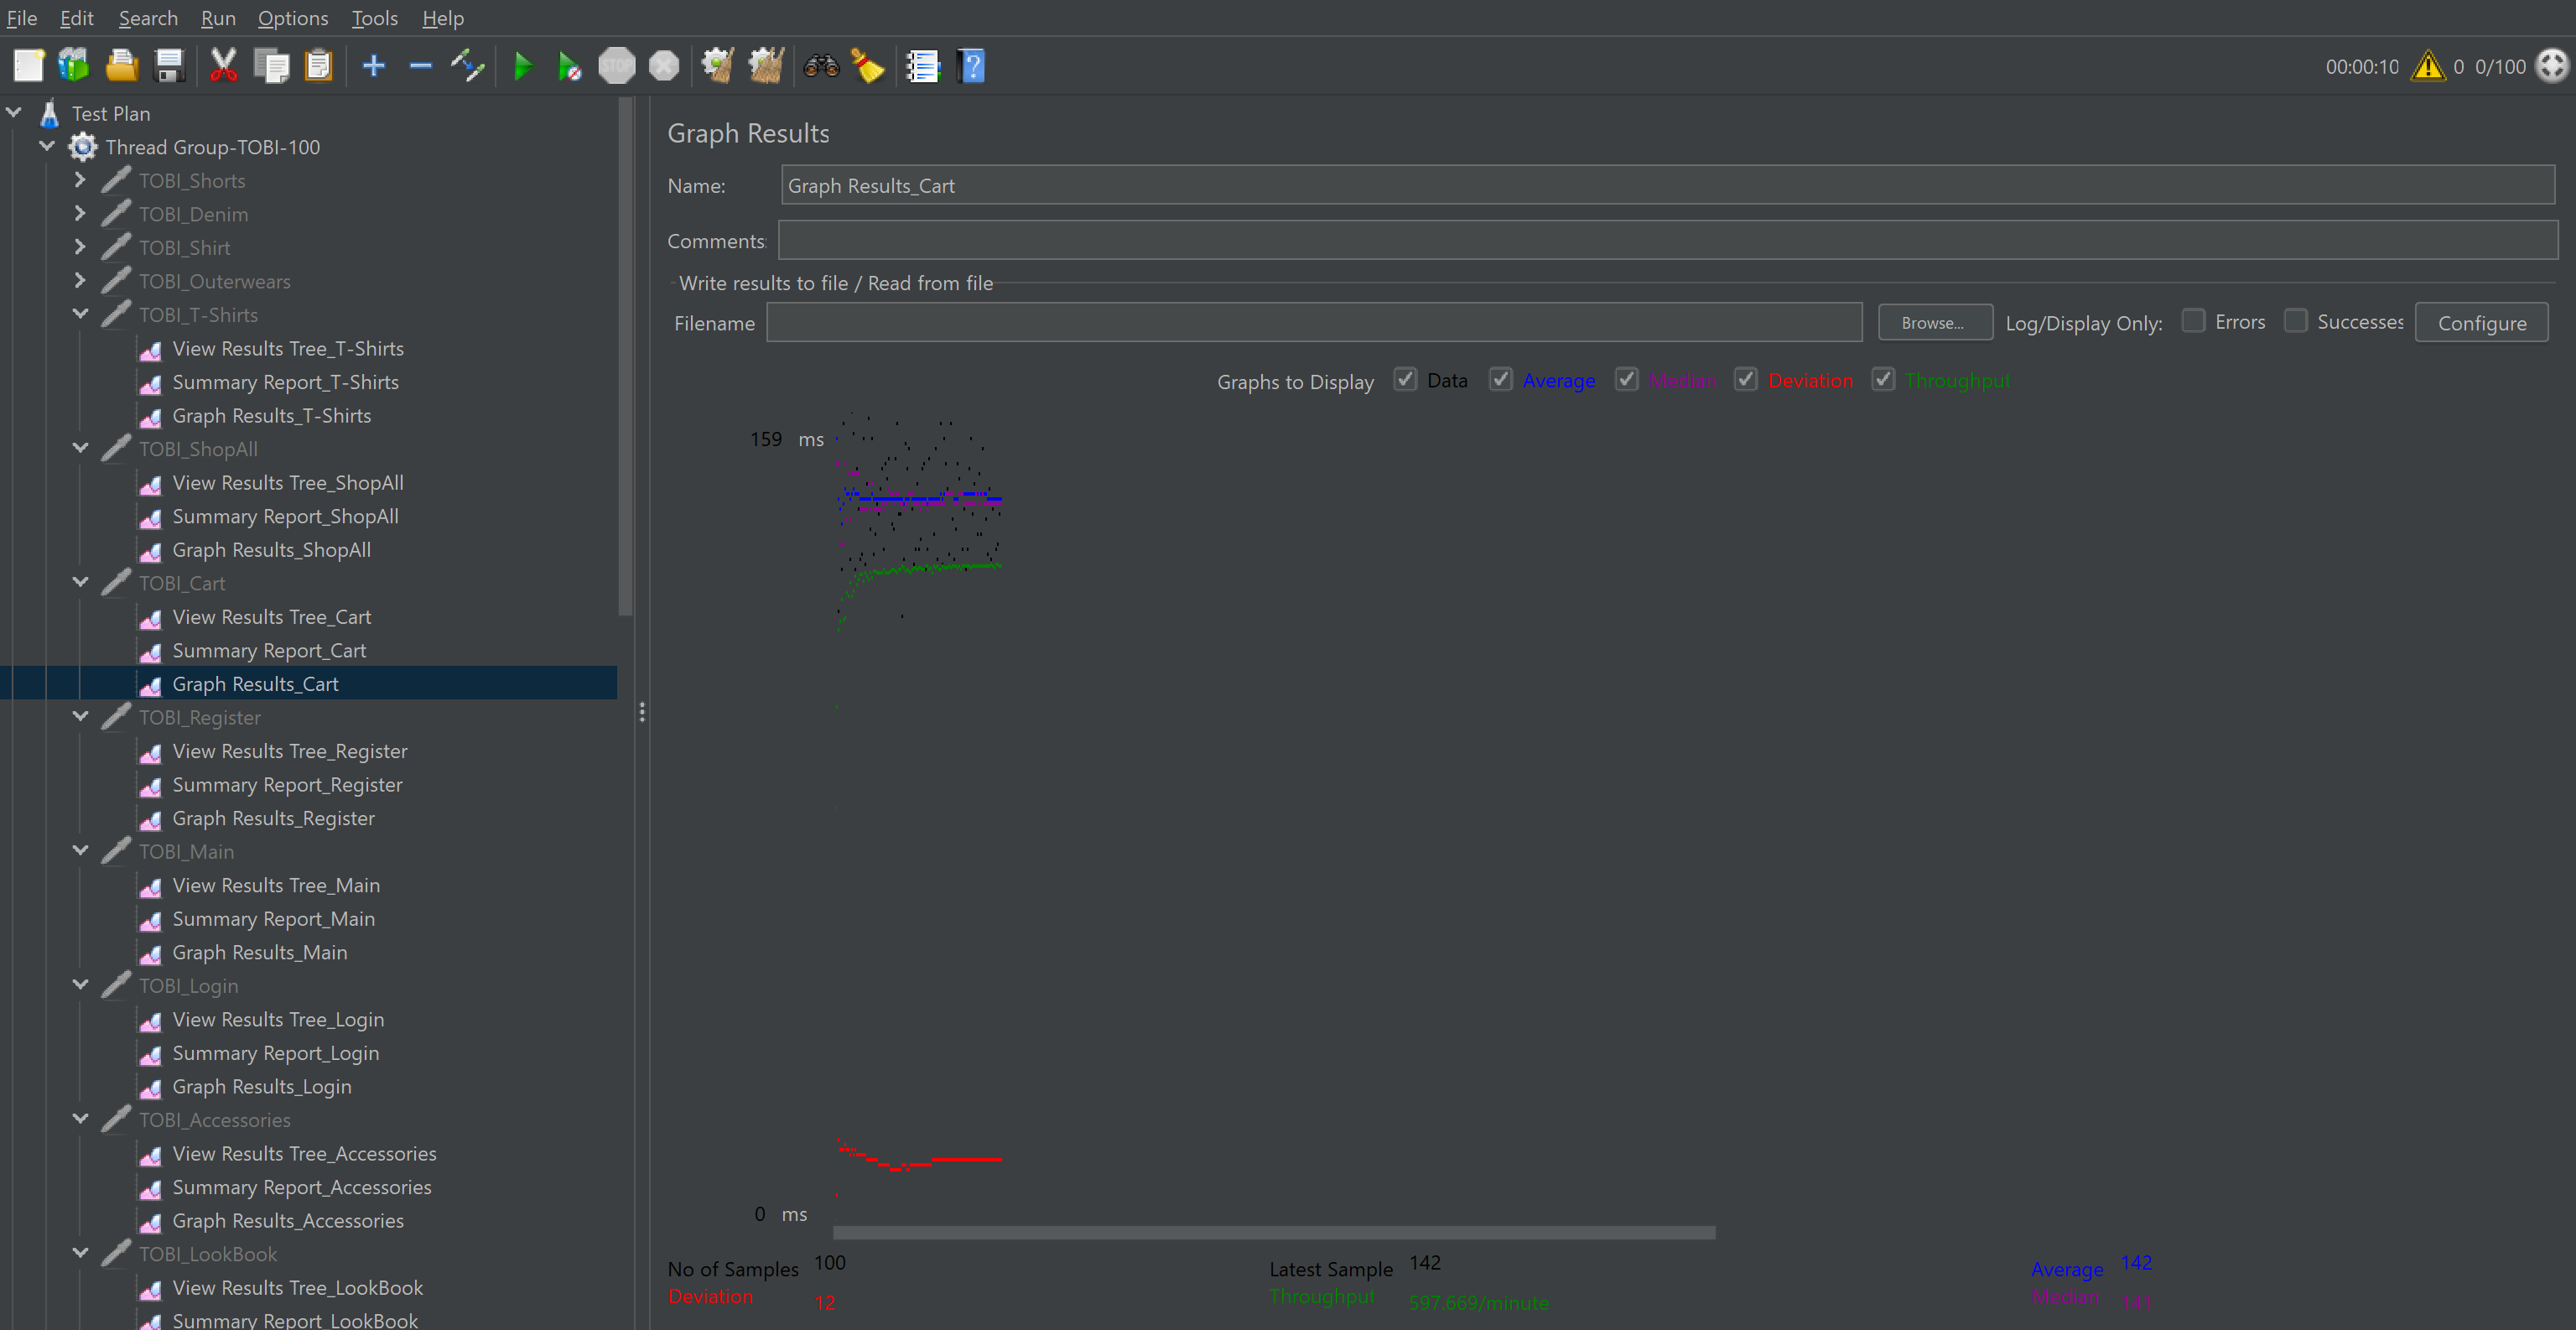 File Edit Search Run Options Tools Help
STOP
00:00:10 0 0/100
Test Plan
Thread Group-TOBI-100
TOBI_Shorts
TOBI_Denim
TOBI_Shirt
TOBI_Outerwears
TOBI_T-Shirts
View Results Tree_T-Shirts
Summary Report_T-Shirts
Graph Results_T-Shirts
TOBI_ShopAll
View Results Tree_ShopAll
Summary Report_ShopAll
Graph Results_ShopAll
TOBI_Cart
View Results Tree_Cart
Summary Report_Cart
Graph Results_Cart
TOBI_Register
View Results Tree_Register
Summary Report_Register
Graph Results_Register
TOBI_Main
View Results Tree_Main
Summary Report_Main
Graph Results_Main
TOBI_Login
View Results Tree_Login
Summary Report_Login
Graph Results_Login
TOBI_Accessories
View Results Tree_Accessories
Summary Report_Accessories
Graph Results_Accessories
TOBI_LookBook
View Results Tree_LookBook
Summary Report_LookBook
Graph Results
Name: Graph Results_Cart
Comments:
Write results to file / Read from file
Filename Browse... Log/Display Only: Errors Successes Configure
Graphs to Display Data Average Median Deviation Throughput
159 ms
0 ms
No of Samples 100 Latest Sample 142 Average 142
Deviation 12 Throughput 597.669/minute Median 141